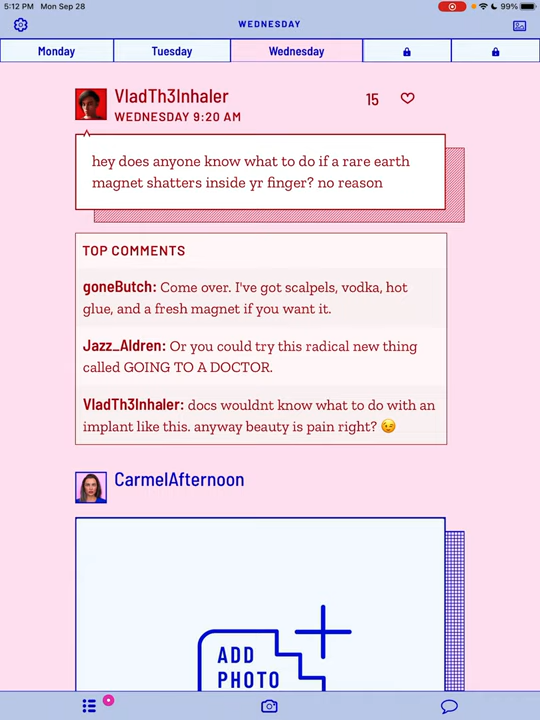 5:12 PM Mon Sep 28
99%
WEDNESDAY
Monday
Tuesday
Wednesday
VladTh3Inhaler
WEDNESDAY 9:20 AM
15
hey does anyone know what to do if a rare earth
magnet shatters inside yr finger? no reason
TOP COMMENTS
goneButch: Come over. I've got scalpels, vodka, hot
glue, and a fresh magnet if you want it.
Jazz_Aldren: Or you could try this radical new thing
called GOING TO A DOCTOR.
VladTh3Inhaler: docs wouldnt know what to do with an
implant like this. anyway beauty is pain right? 😉
CarmelAfternoon
ADD
PHOTO